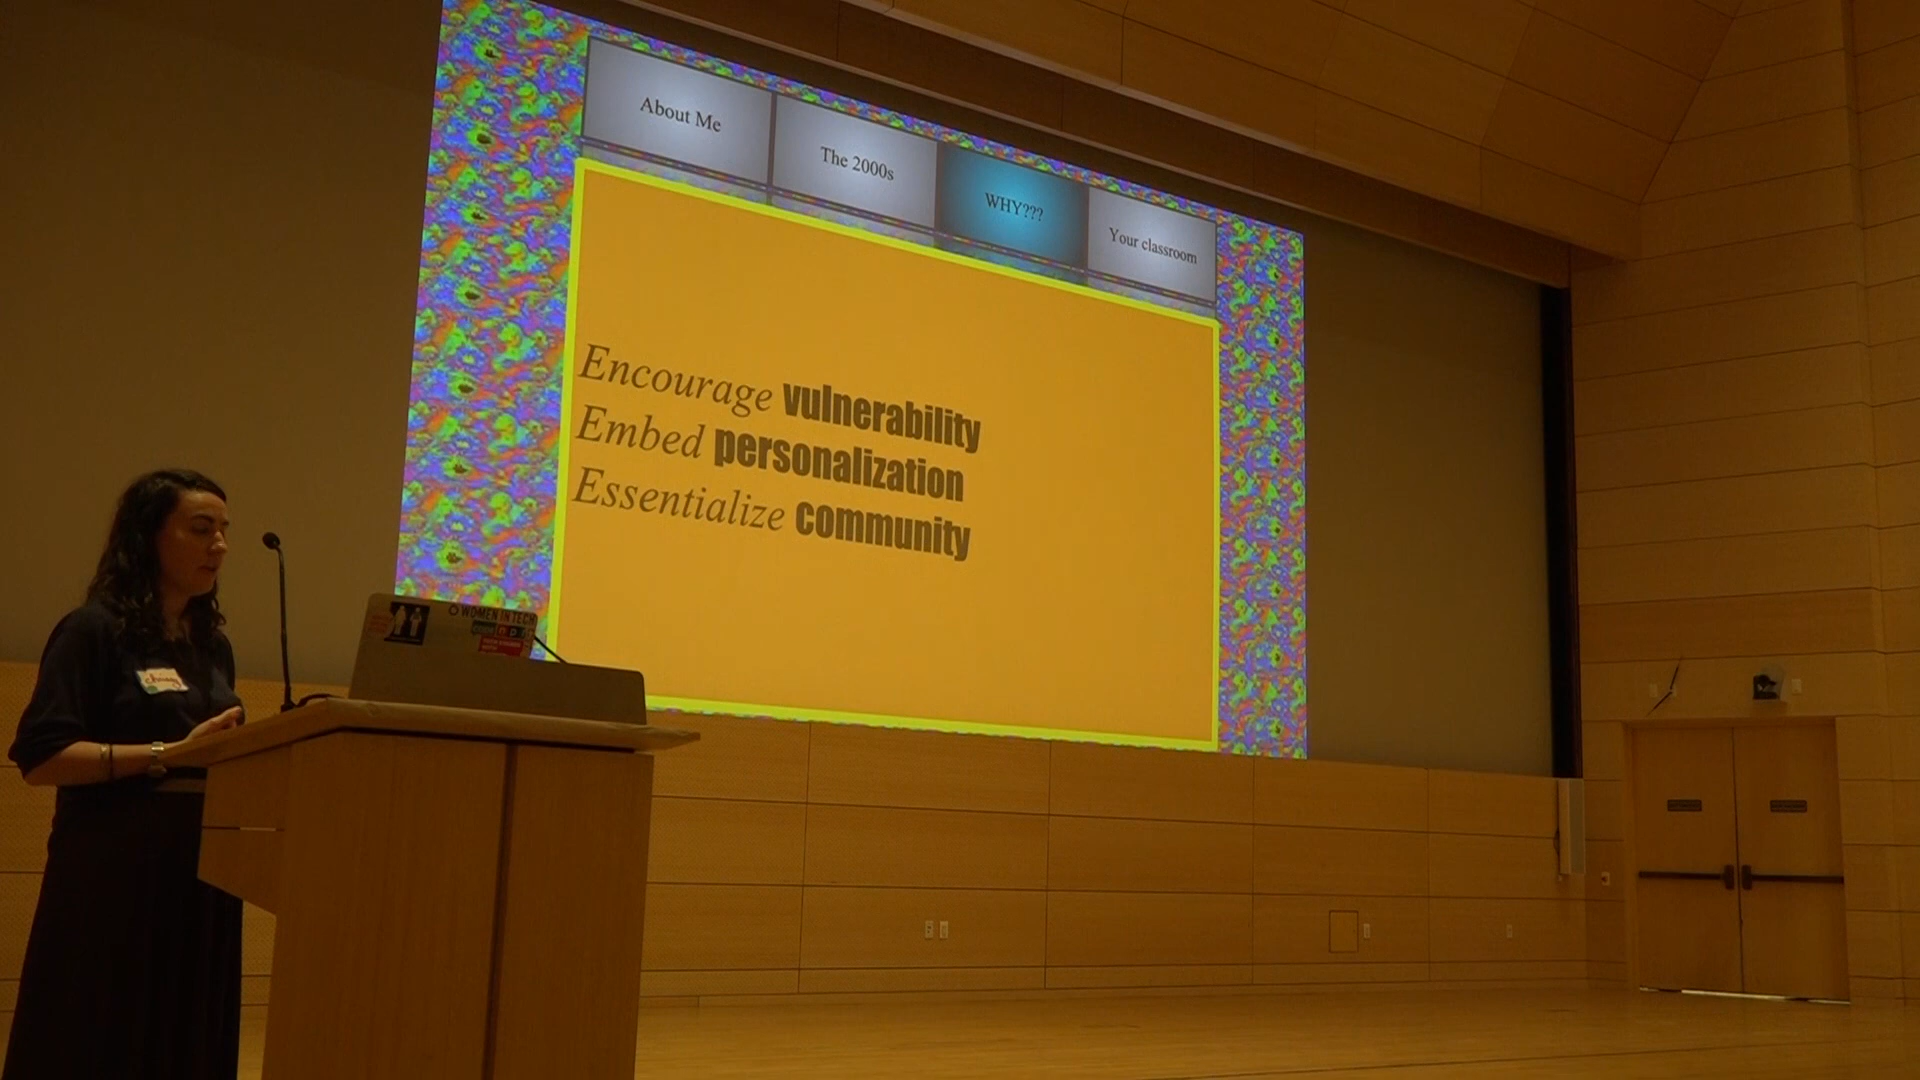 About Me
The 2000s
WHY???
Your classroom
Encourage vulnerability
Embed personalization
Essentialize community
WOMEN IN TECH